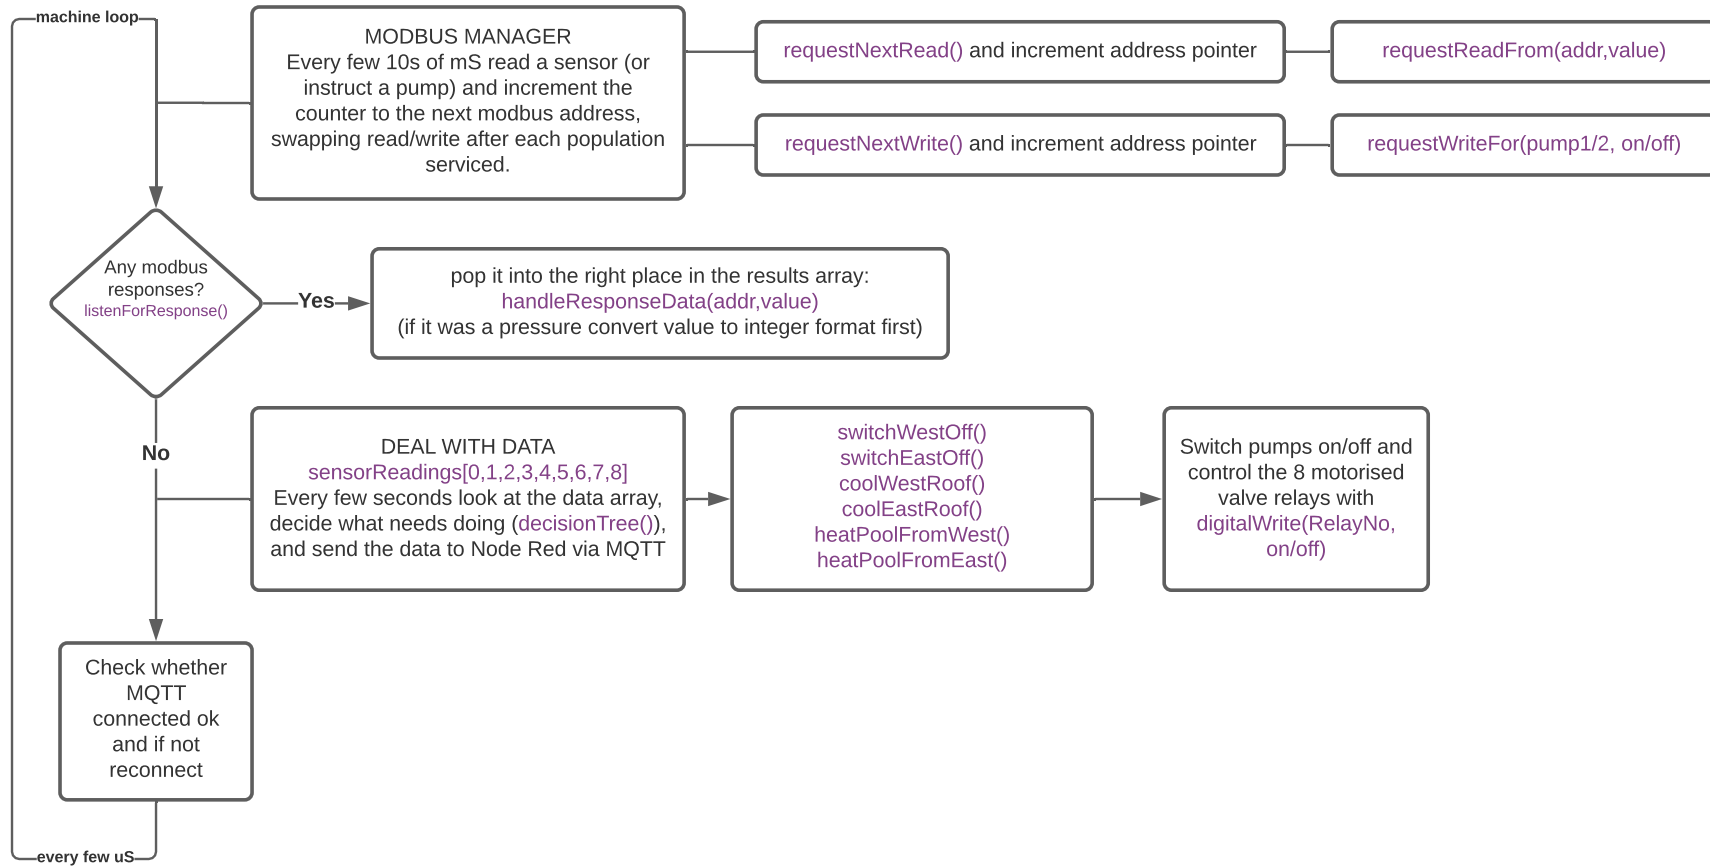 machine loop
MODBUS MANAGER
Every few 10s of mS read a sensor (or
instruct a pump) and increment the
counter to the next modbus address,
swapping read/write after each population
serviced.
requestNextRead() and increment address pointer
requestReadFrom(addr,value)
requestNextWrite() and increment address pointer
requestWriteFor(pump1/2, on/off)
Any modbus
responses?
listenForResponse()
Yes
pop it into the right place in the results array:
handleResponseData(addr,value)
(if it was a pressure convert value to integer format first)
No
DEAL WITH DATA
sensorReadings[0,1,2,3,4,5,6,7,8]
Every few seconds look at the data array,
decide what needs doing (decisionTree()),
and send the data to Node Red via MQTT
switchWestOff()
switchEastOff()
coolWestRoof()
coolEastRoof()
heatPoolFromWest()
heatPoolFromEast()
Switch pumps on/off and
control the 8 motorised
valve relays with
digitalWrite(RelayNo,
on/off)
Check whether
MQTT
connected ok
and if not
reconnect
every few uS